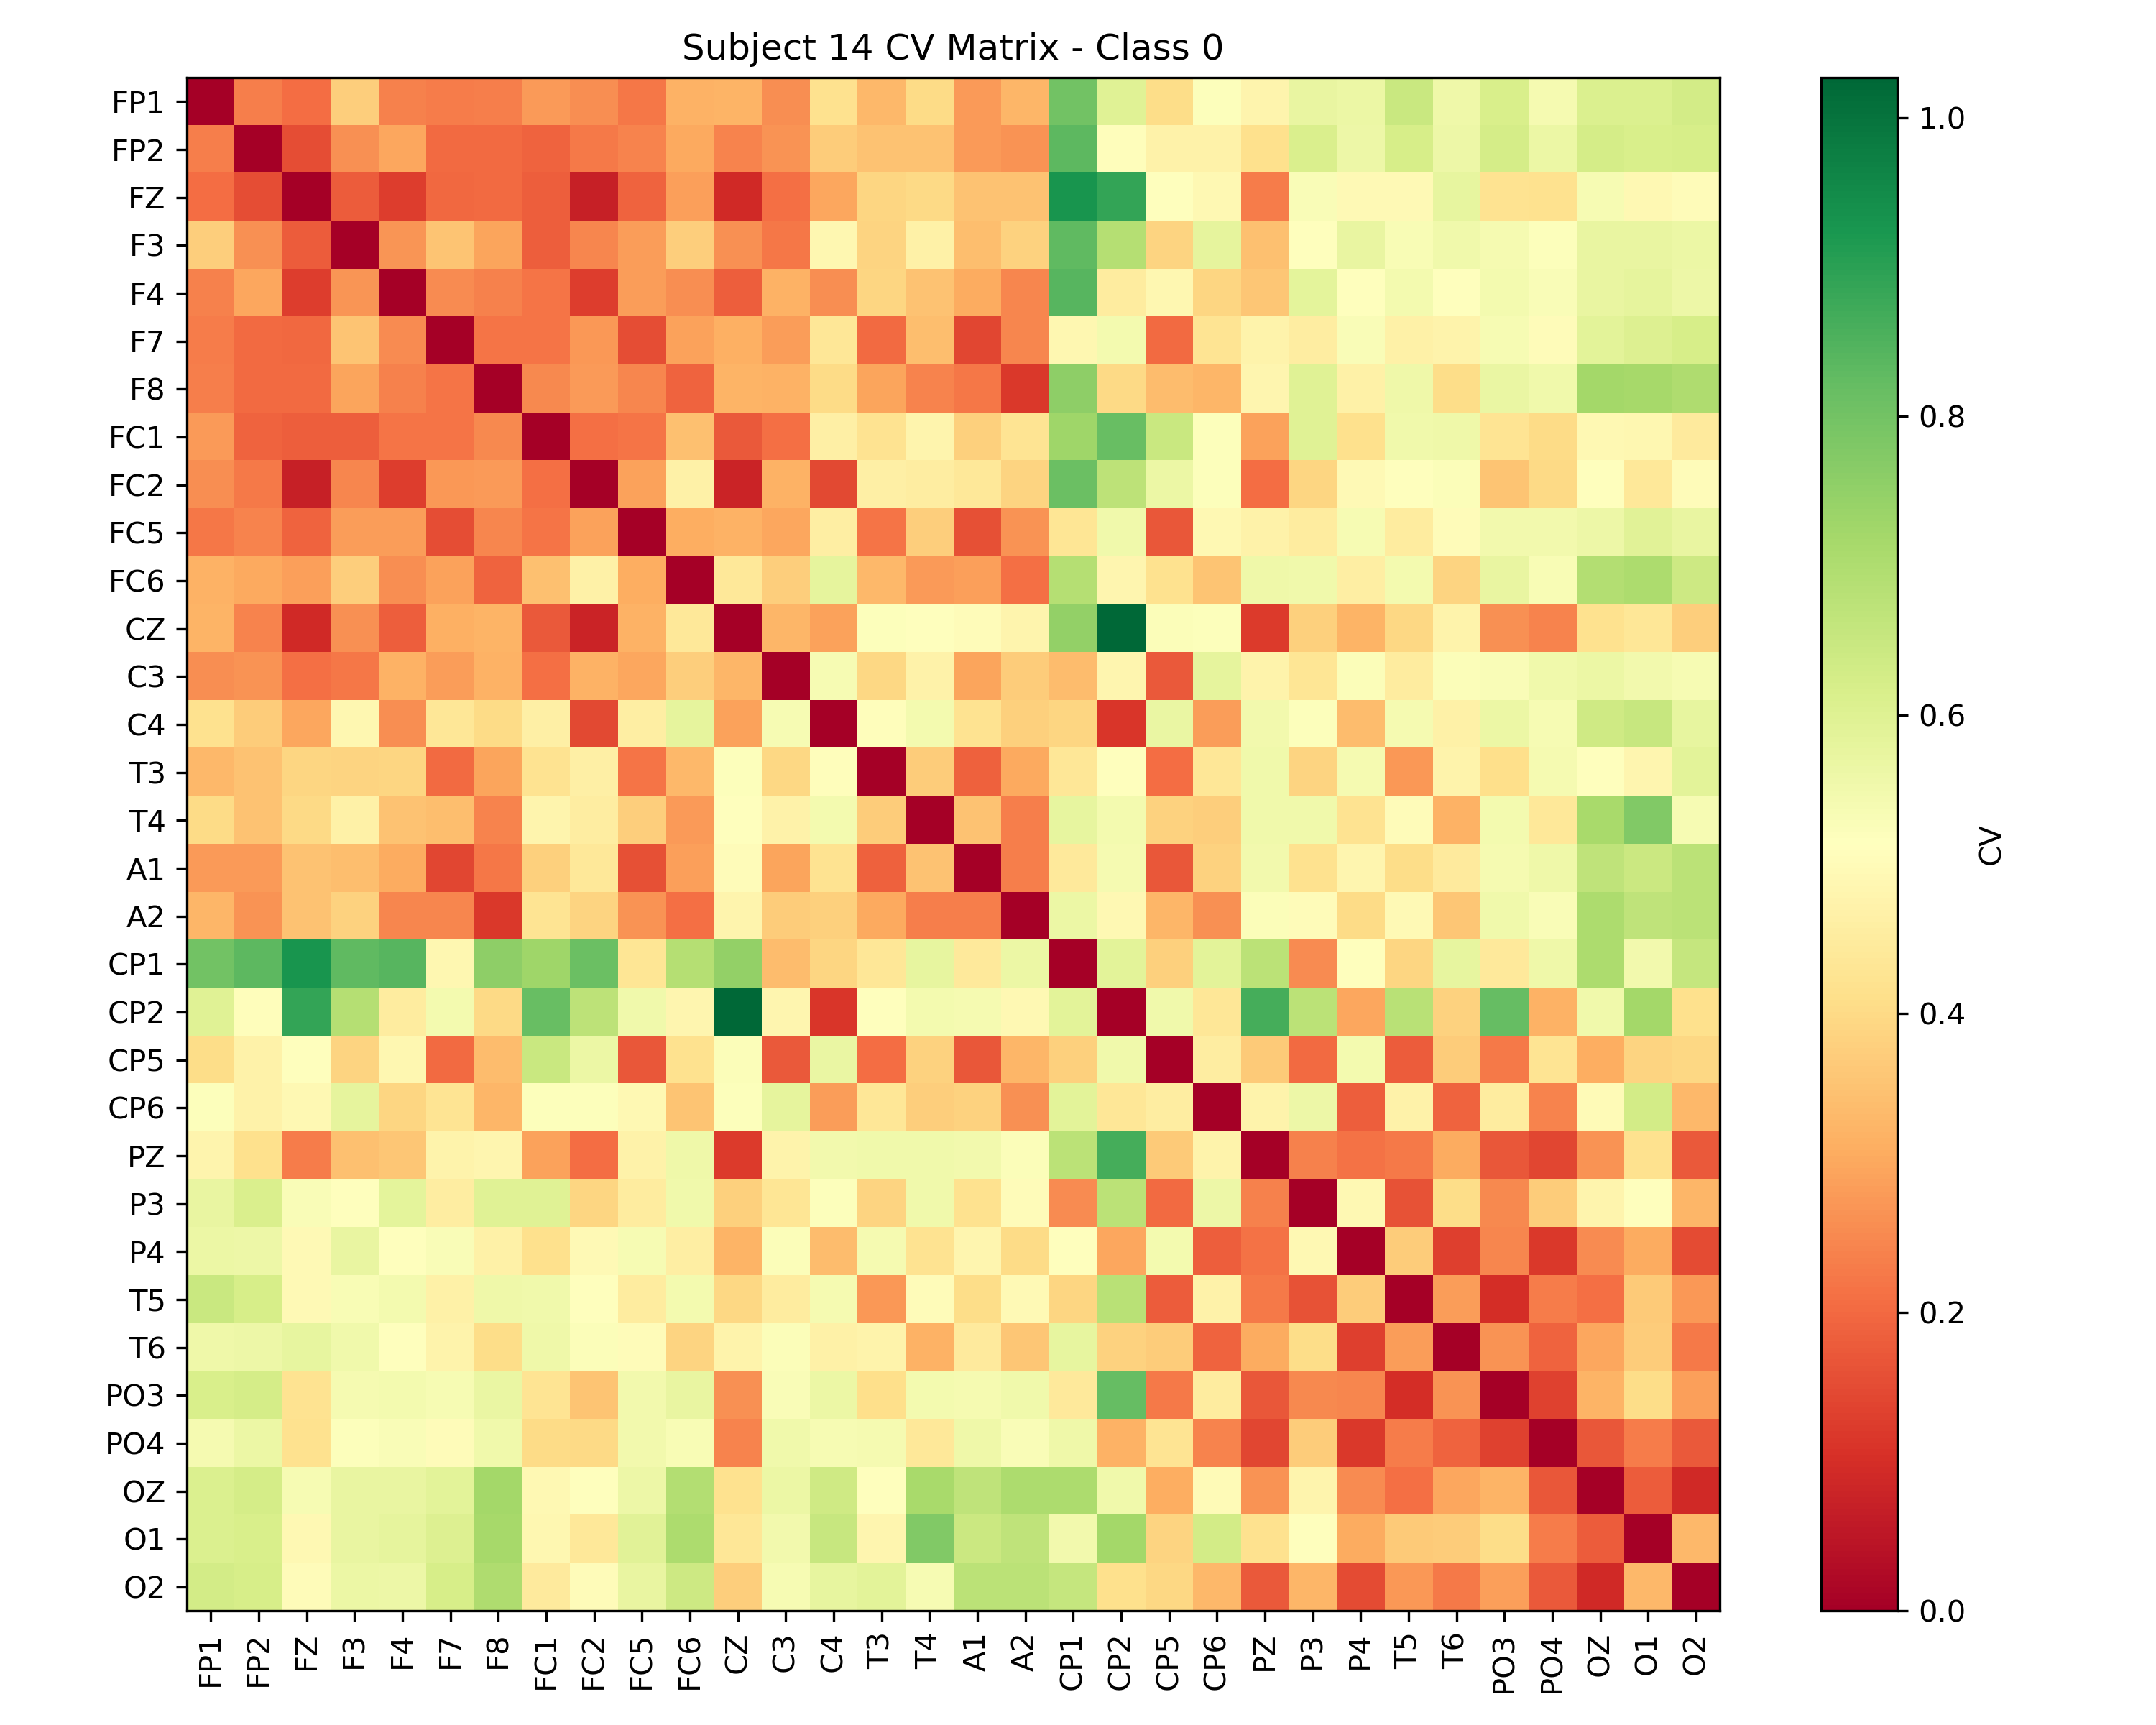 Subject 14 CV Matrix - Class 0
FP1
FP2
FZ
F3
F4
F7
F8
FC1
FC2
FC5
FC6
CZ
C3
C4
T3
T4
A1
A2
CP1
CP2
CP5
CP6
PZ
P3
P4
T5
T6
PO3
PO4
OZ
O1
O2
FP1 FP2 FZ F3 F4 F7 F8 FC1 FC2 FC5 FC6 CZ C3 C4 T3 T4 A1 A2 CP1 CP2 CP5 CP6 PZ P3 P4 T5 T6 PO3 PO4 OZ O1 O2
1.0
0.8
0.6
0.4
0.2
0.0
CV